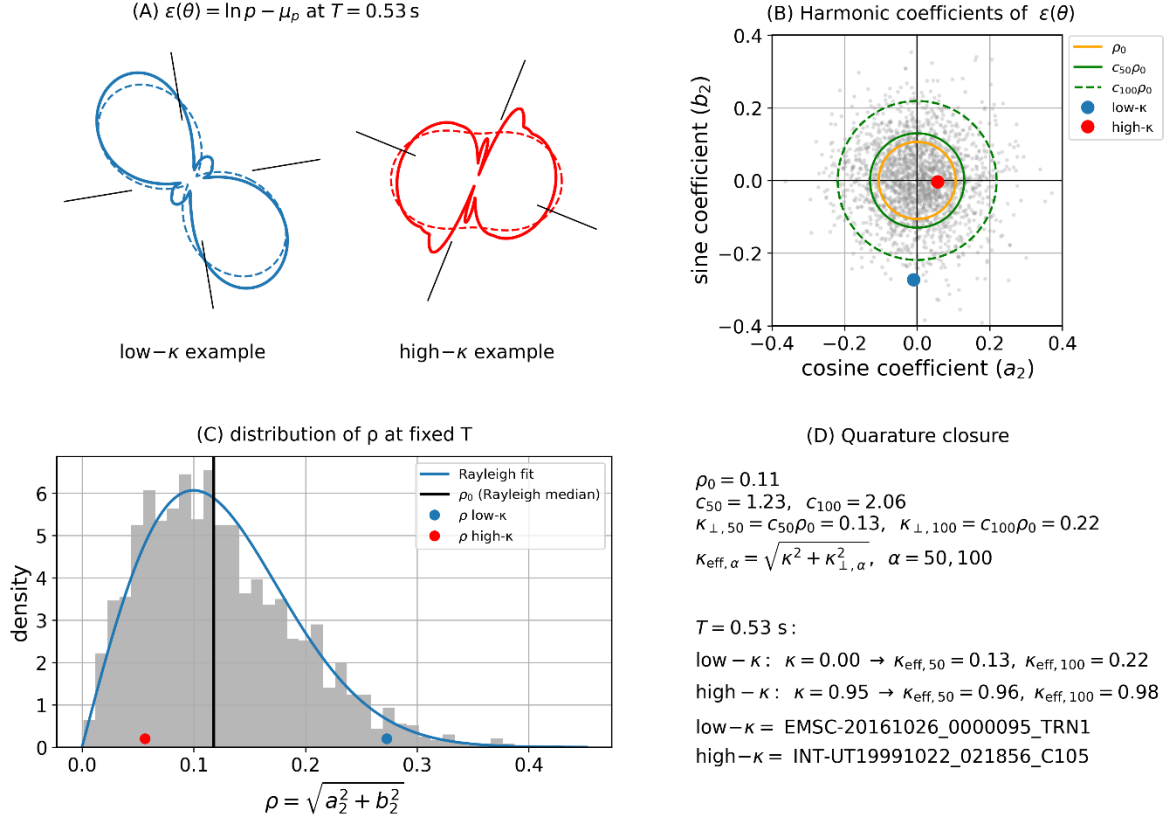 (A) ε(θ) = ln p − μₚ at T = 0.53 s
low−κ example
high−κ example
(B) Harmonic coefficients of ε(θ)
0.4
0.2
0.0
−0.2
−0.4
−0.4 −0.2 0.0 0.2 0.4
sine coefficient (b₂)
cosine coefficient (a₂)
ρ₀
c₅₀ρ₀
c₁₀₀ρ₀
low-κ
high-κ
(C) distribution of ρ at fixed T
6
5
4
3
2
1
0
0.0 0.1 0.2 0.3 0.4
density
ρ = √(a₂² + b₂²)
Rayleigh fit
ρ₀ (Rayleigh median)
ρ low-κ
ρ high-κ
(D) Quarature closure
ρ₀ = 0.11
c₅₀ = 1.23, c₁₀₀ = 2.06
κ⊥,₅₀ = c₅₀ρ₀ = 0.13, κ⊥,₁₀₀ = c₁₀₀ρ₀ = 0.22
κeff, α = √(κ² + κ²⊥,α), α = 50, 100
T = 0.53 s :
low − κ : κ = 0.00 → κeff, 50 = 0.13, κeff, 100 = 0.22
high − κ : κ = 0.95 → κeff, 50 = 0.96, κeff, 100 = 0.98
low−κ = EMSC-20161026_0000095_TRN1
high−κ = INT-UT19991022_021856_C105